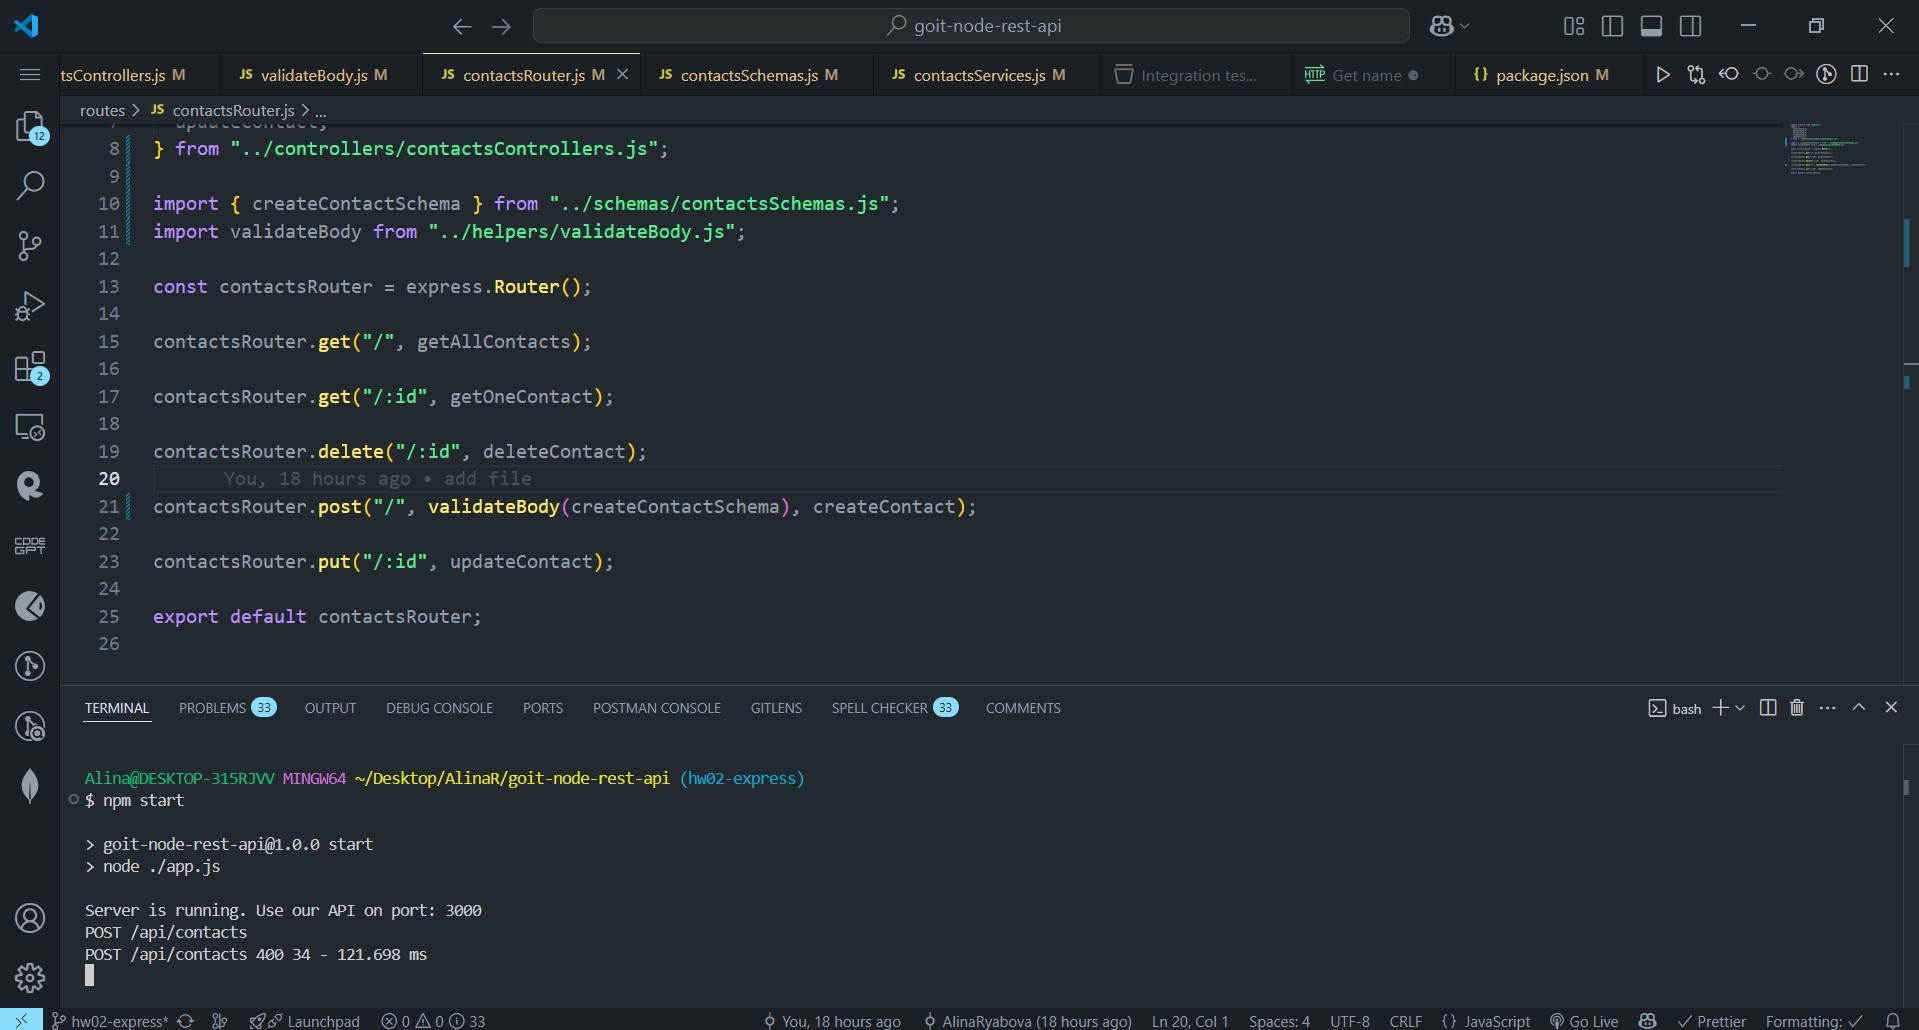 goit-node-rest-api
tsControllers.js M
JS validateBody.js M
JS contactsRouter.js M
JS contactsSchemas.js M
JS contactsServices.js M
Integration tes...
HTTP Get name
{} package.json M
routes > JS contactsRouter.js > ...
12
2
CODE GPT
7 updateContact,
8 } from "../controllers/contactsControllers.js";
9
10 import { createContactSchema } from "../schemas/contactsSchemas.js";
11 import validateBody from "../helpers/validateBody.js";
12
13 const contactsRouter = express.Router();
14
15 contactsRouter.get("/", getAllContacts);
16
17 contactsRouter.get("/:id", getOneContact);
18
19 contactsRouter.delete("/:id", deleteContact);
20 You, 18 hours ago • add file
21 contactsRouter.post("/", validateBody(createContactSchema), createContact);
22
23 contactsRouter.put("/:id", updateContact);
24
25 export default contactsRouter;
26
TERMINAL PROBLEMS 33 OUTPUT DEBUG CONSOLE PORTS POSTMAN CONSOLE GITLENS SPELL CHECKER 33 COMMENTS
bash
Alina@DESKTOP-315RJVV MINGW64 ~/Desktop/AlinaR/goit-node-rest-api (hw02-express)
$ npm start
> goit-node-rest-api@1.0.0 start
> node ./app.js
Server is running. Use our API on port: 3000
POST /api/contacts
POST /api/contacts 400 34 - 121.698 ms
hw02-express* Launchpad 0 0 33 You, 18 hours ago AlinaRyabova (18 hours ago) Ln 20, Col 1 Spaces: 4 UTF-8 CRLF {} JavaScript Go Live Prettier Formatting: